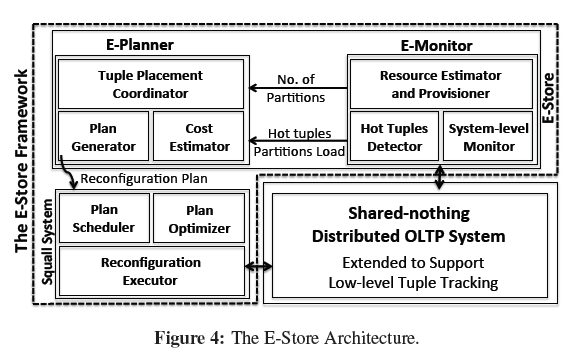 The E-Store Framework
E-Planner
Tuple Placement
Coordinator
Plan
Generator
Cost
Estimator
No. of
Partitions
Hot tuples
Partitions Load
E-Monitor
Resource Estimator
and Provisioner
Hot Tuples
Detector
System-level
Monitor
E-Store
Reconfiguration Plan
Squall System
Plan
Scheduler
Plan
Optimizer
Reconfiguration
Executor
Shared-nothing
Distributed OLTP System
Extended to Support
Low-level Tuple Tracking
Figure 4: The E-Store Architecture.